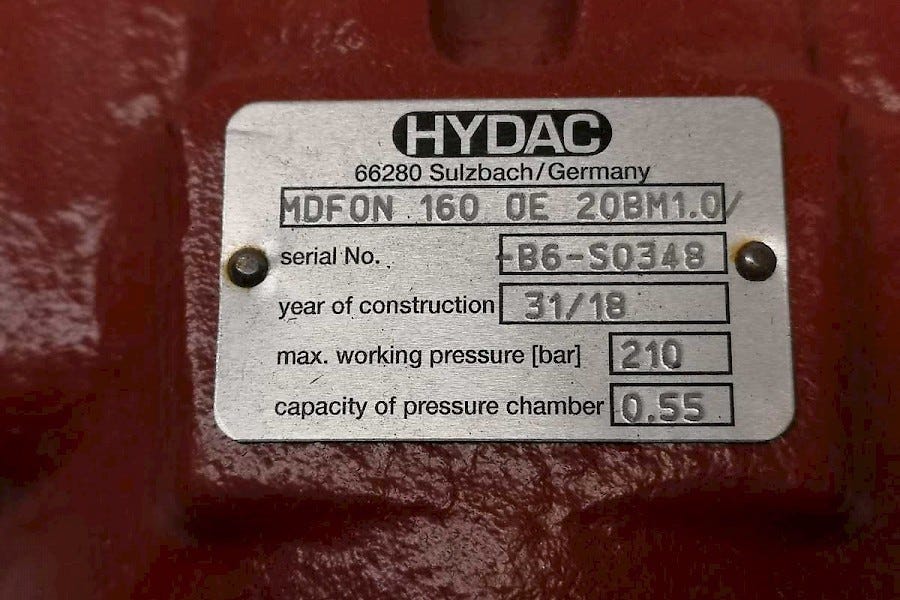 HYDAC
66280 Sulzbach/Germany
MDFON 160 OE 20BM1.0/
serial No. -B6-S0348
year of construction 31/18
max. working pressure [bar] 210
capacity of pressure chamber 0.55